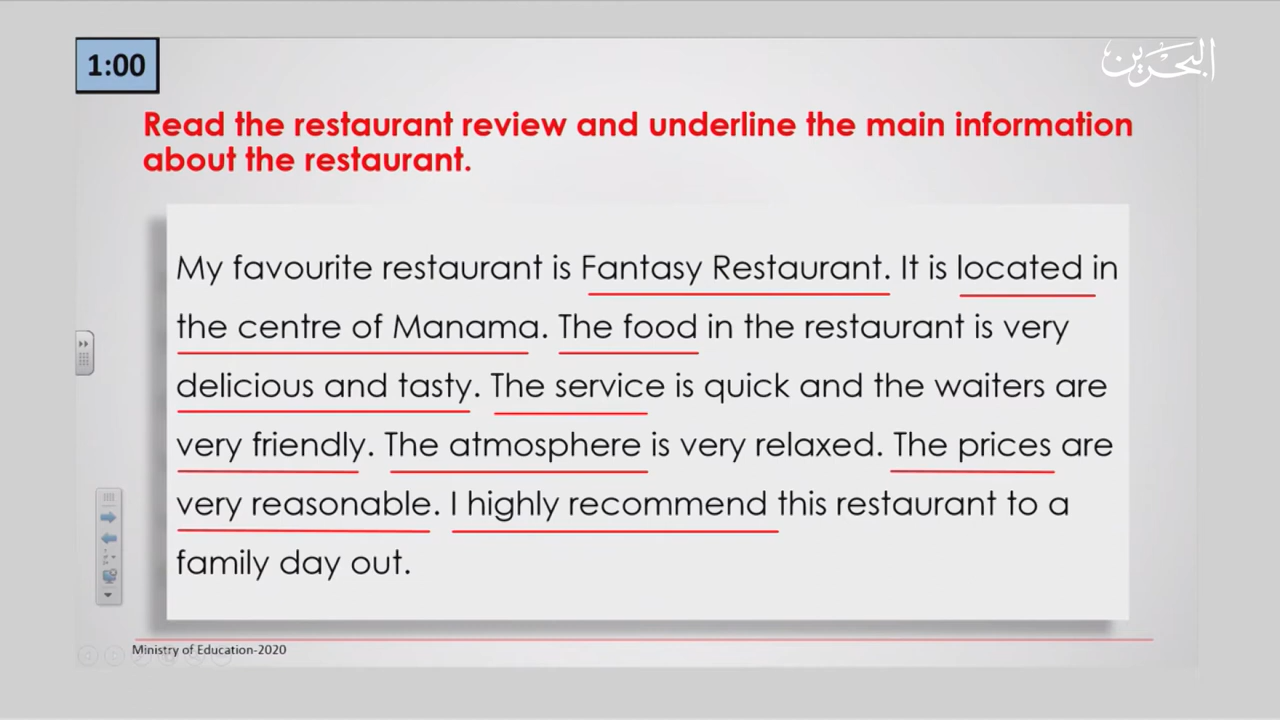 1:00
البحرين
Read the restaurant review and underline the main information
about the restaurant.
My favourite restaurant is Fantasy Restaurant. It is located in
the centre of Manama. The food in the restaurant is very
delicious and tasty. The service is quick and the waiters are
very friendly. The atmosphere is very relaxed. The prices are
very reasonable. I highly recommend this restaurant to a
family day out.
Ministry of Education-2020